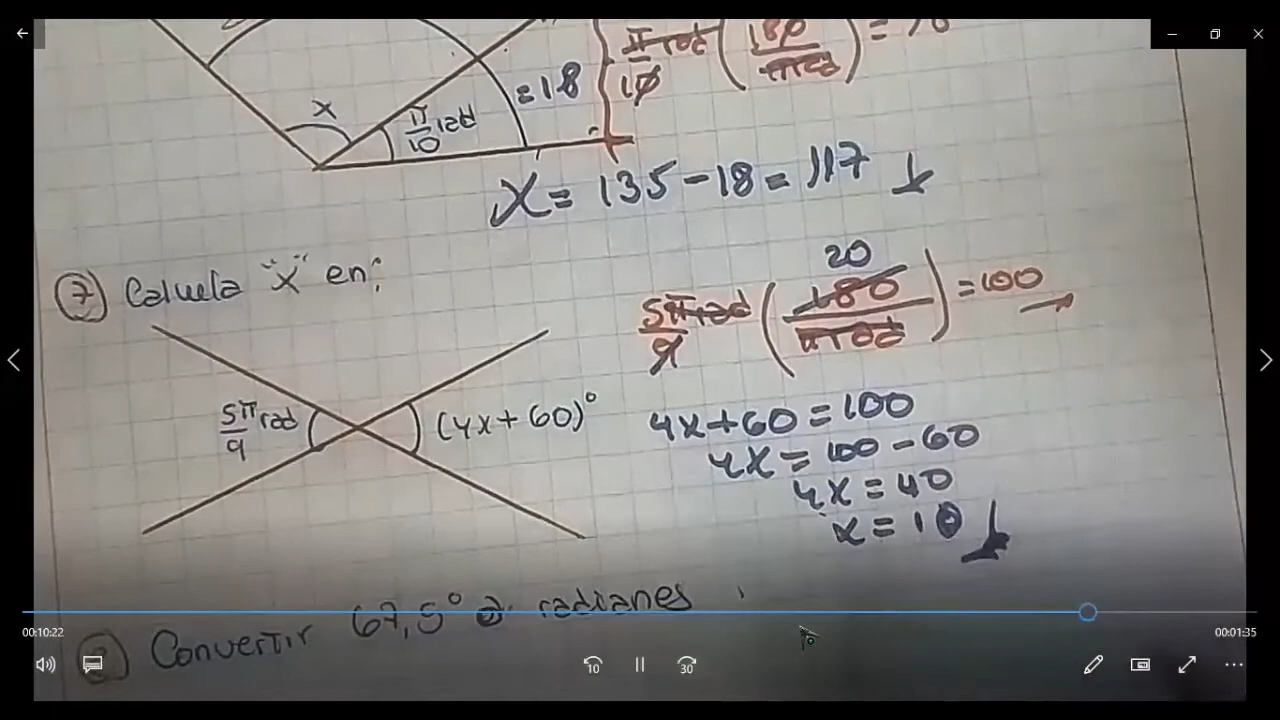 π/10 rad (180/π rad) =
x
π/10 rad
= 18
X = 135 - 18 = 117
7) Calcula "X" en:
5π/9 rad (180/π rad) = 100
20
5π/9 rad
(4x + 60)°
4x + 60 = 100
4x = 100 - 60
4x = 40
x = 10
Convertir 67,5° a radianes
00:10:22
00:01:35
10
30